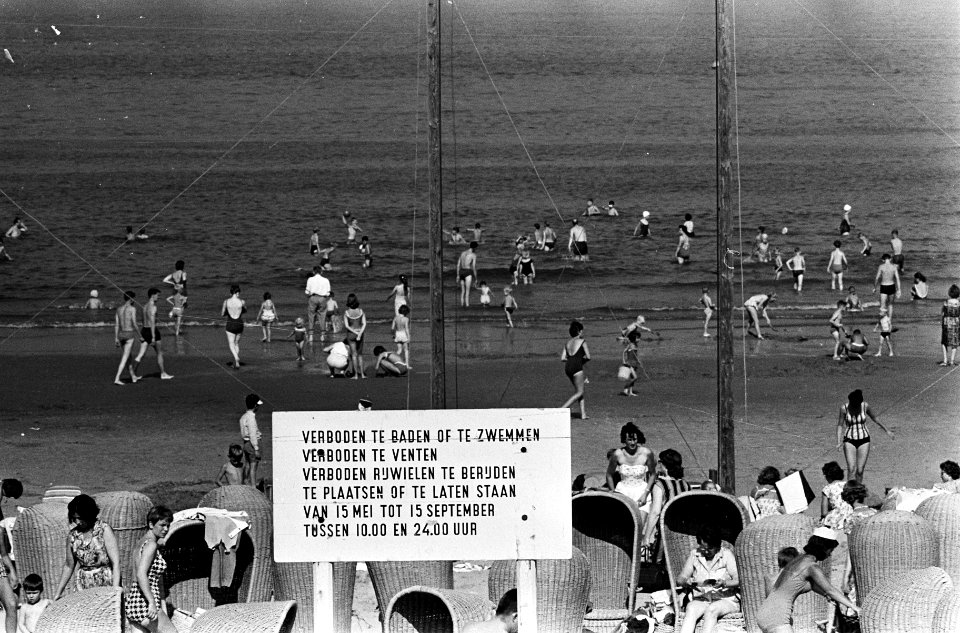 VERBODEN TE BADEN OF TE ZWEMMEN
VERBODEN TE VENTEN
VERBODEN RIJWIELEN TE BERIJDEN
TE PLAATSEN OF TE LATEN STAAN
VAN 15 MEI TOT 15 SEPTEMBER
TUSSEN 10.00 EN 24.00 UUR